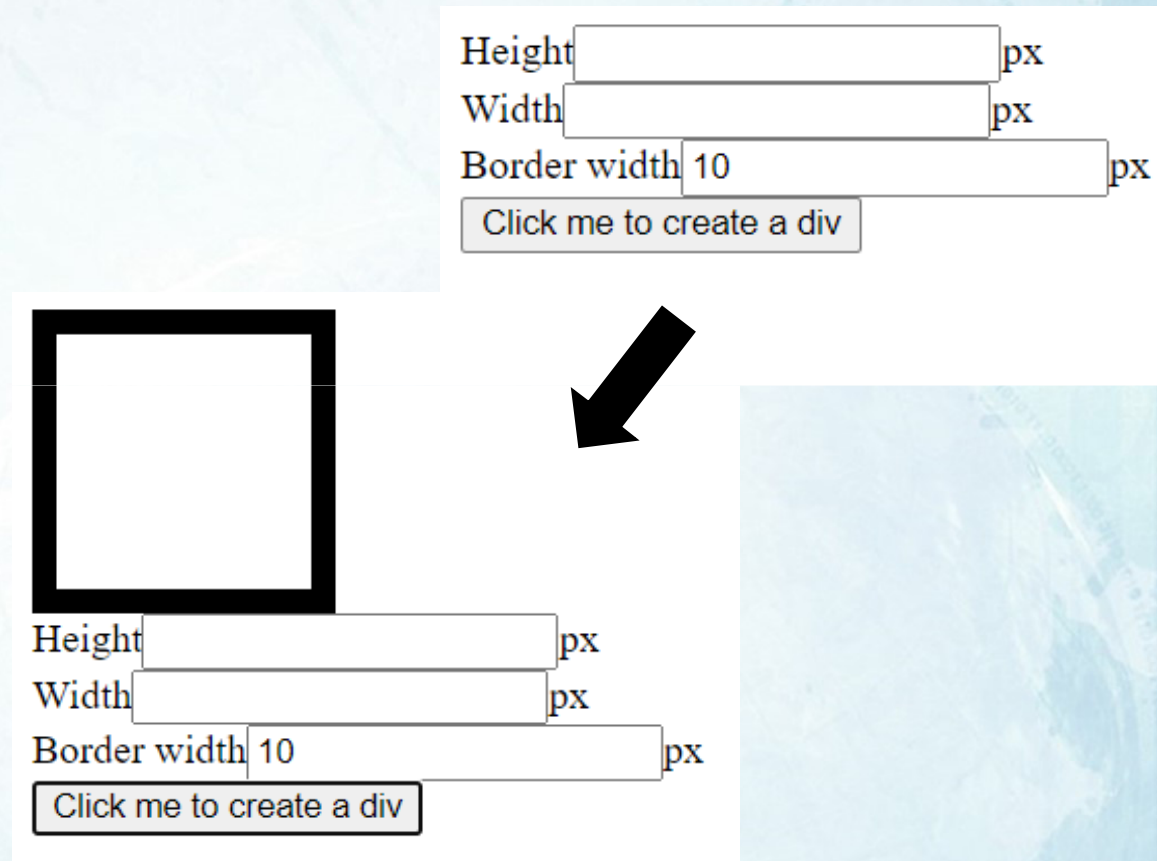 Height px
Width px
Border width 10 px
Click me to create a div
Height px
Width px
Border width 10 px
Click me to create a div